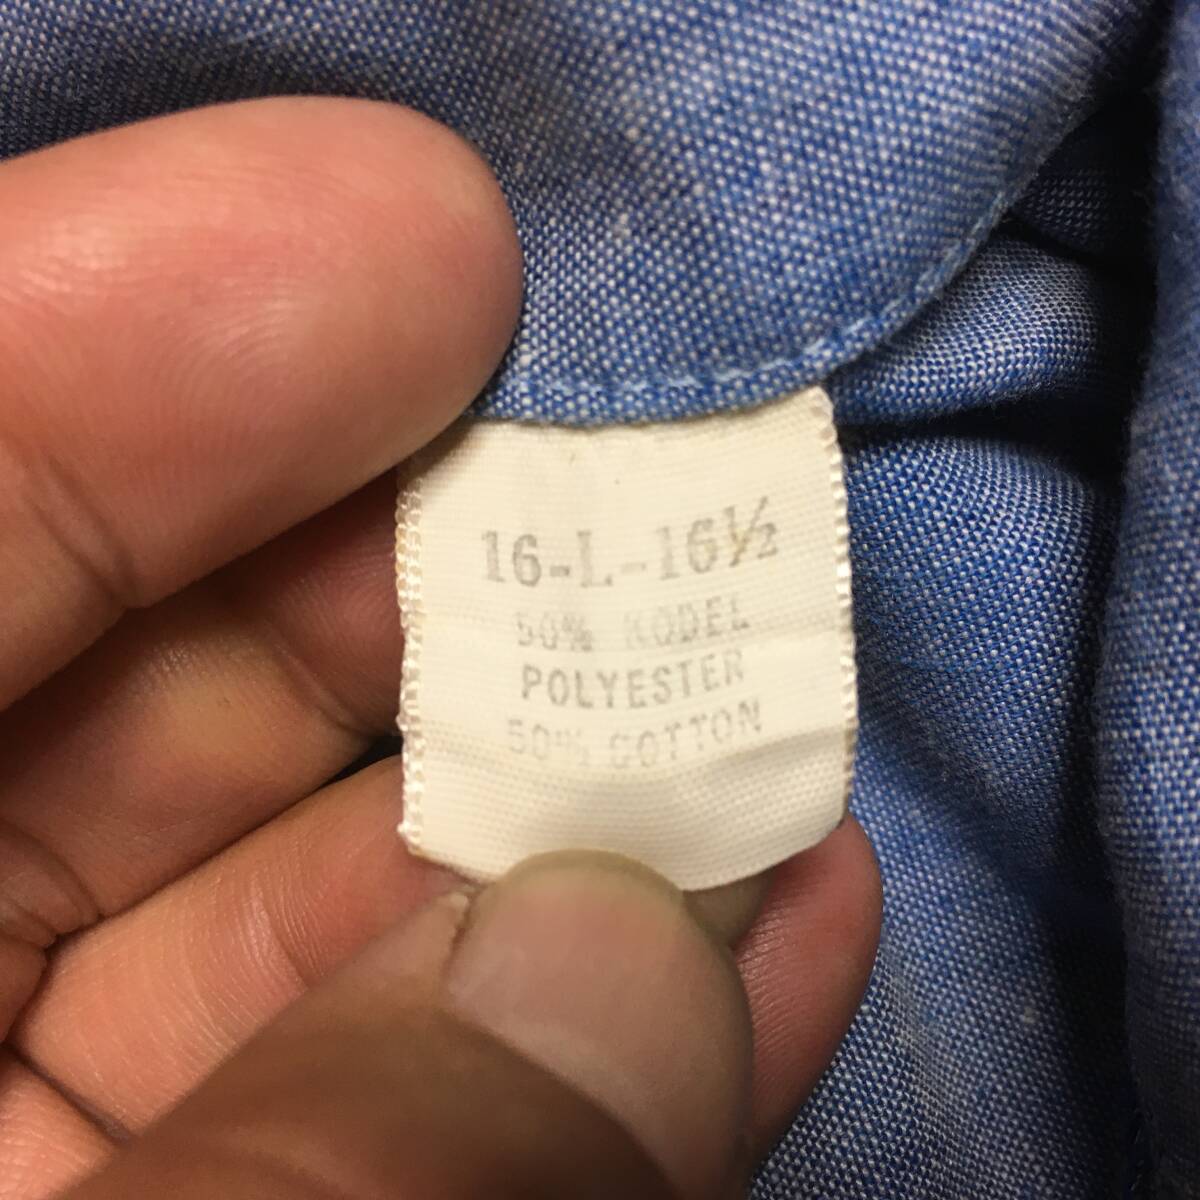 16-L-16½
50% KODEL
POLYESTER
50% COTTON